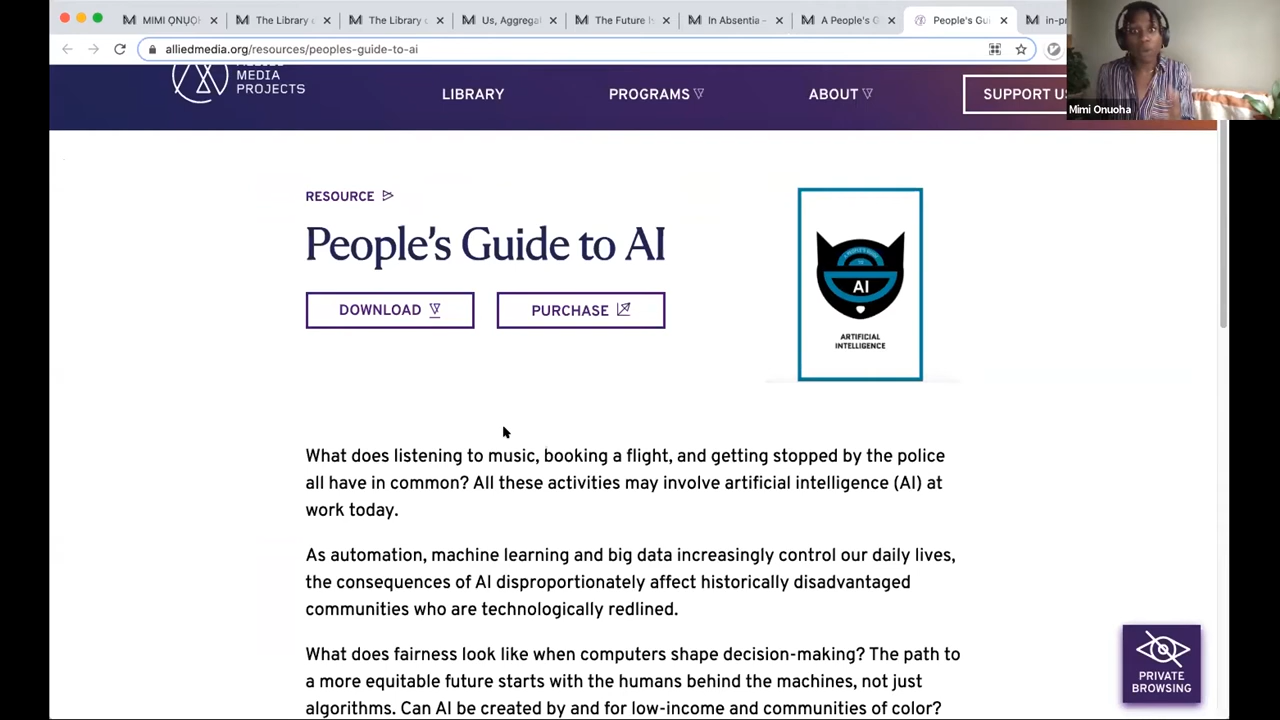 MIMI ỌNỤỌH
The Library o
The Library o
Us, Aggregat
The Future is
In Absentia –
A People's G
People's Gui
in-pr
alliedmedia.org/resources/peoples-guide-to-ai
Mimi Onuoha
MEDIA
PROJECTS
LIBRARY
PROGRAMS
ABOUT
SUPPORT US
RESOURCE
People's Guide to AI
DOWNLOAD
PURCHASE
AI
ARTIFICIAL
INTELLIGENCE
What does listening to music, booking a flight, and getting stopped by the police
all have in common? All these activities may involve artificial intelligence (AI) at
work today.
As automation, machine learning and big data increasingly control our daily lives,
the consequences of AI disproportionately affect historically disadvantaged
communities who are technologically redlined.
What does fairness look like when computers shape decision-making? The path to
a more equitable future starts with the humans behind the machines, not just
algorithms. Can AI be created by and for low-income and communities of color?
PRIVATE
BROWSING